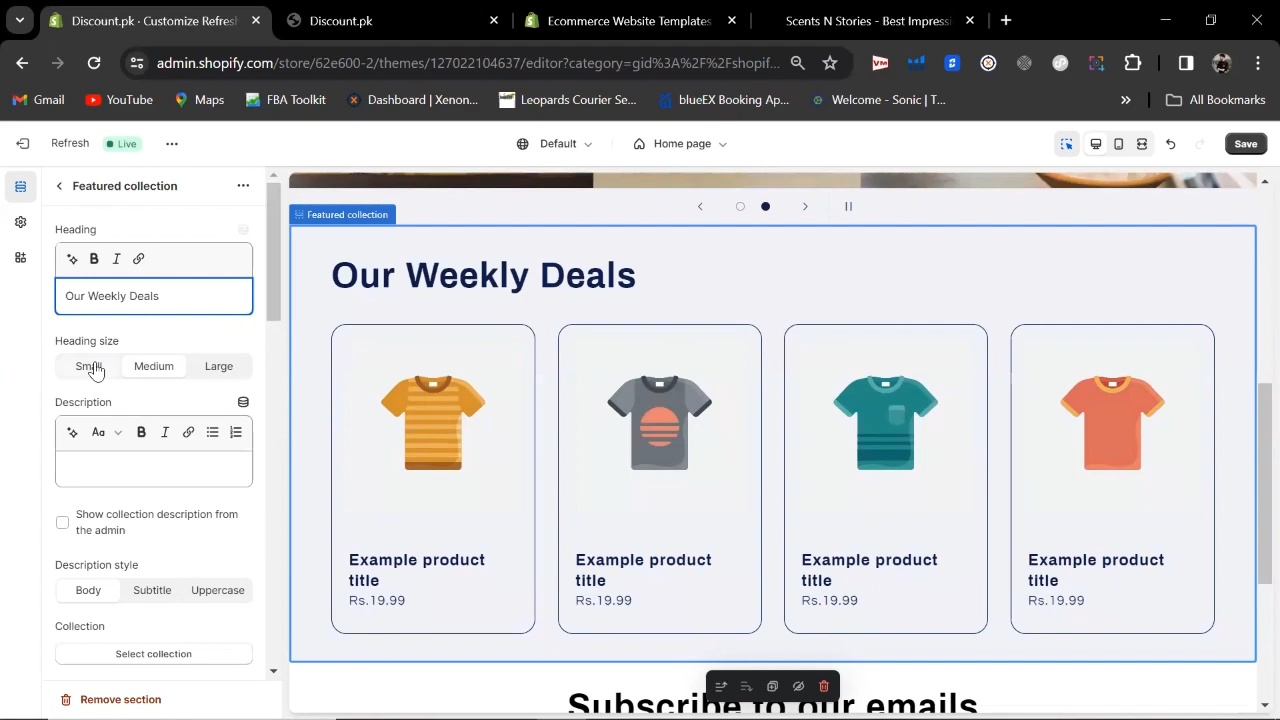 Discount.pk · Customize Refresh
Discount.pk
Ecommerce Website Templates
Scents N Stories - Best Impressi
admin.shopify.com/store/62e600-2/themes/127022104637/editor?category=gid%3A%2F%2Fshopif...
Gmail
YouTube
Maps
FBA Toolkit
Dashboard | Xenon...
Leopards Courier Se...
blueEX Booking Ap...
Welcome - Sonic | T...
All Bookmarks
Refresh
Live
Default
Home page
Save
Featured collection
Heading
Our Weekly Deals
Heading size
Small
Medium
Large
Description
Aa
Show collection description from
the admin
Description style
Body
Subtitle
Uppercase
Collection
Select collection
Remove section
Featured collection
Our Weekly Deals
Example product
title
Rs.19.99
Example product
title
Rs.19.99
Example product
title
Rs.19.99
Example product
title
Rs.19.99
Subscribe to our emails